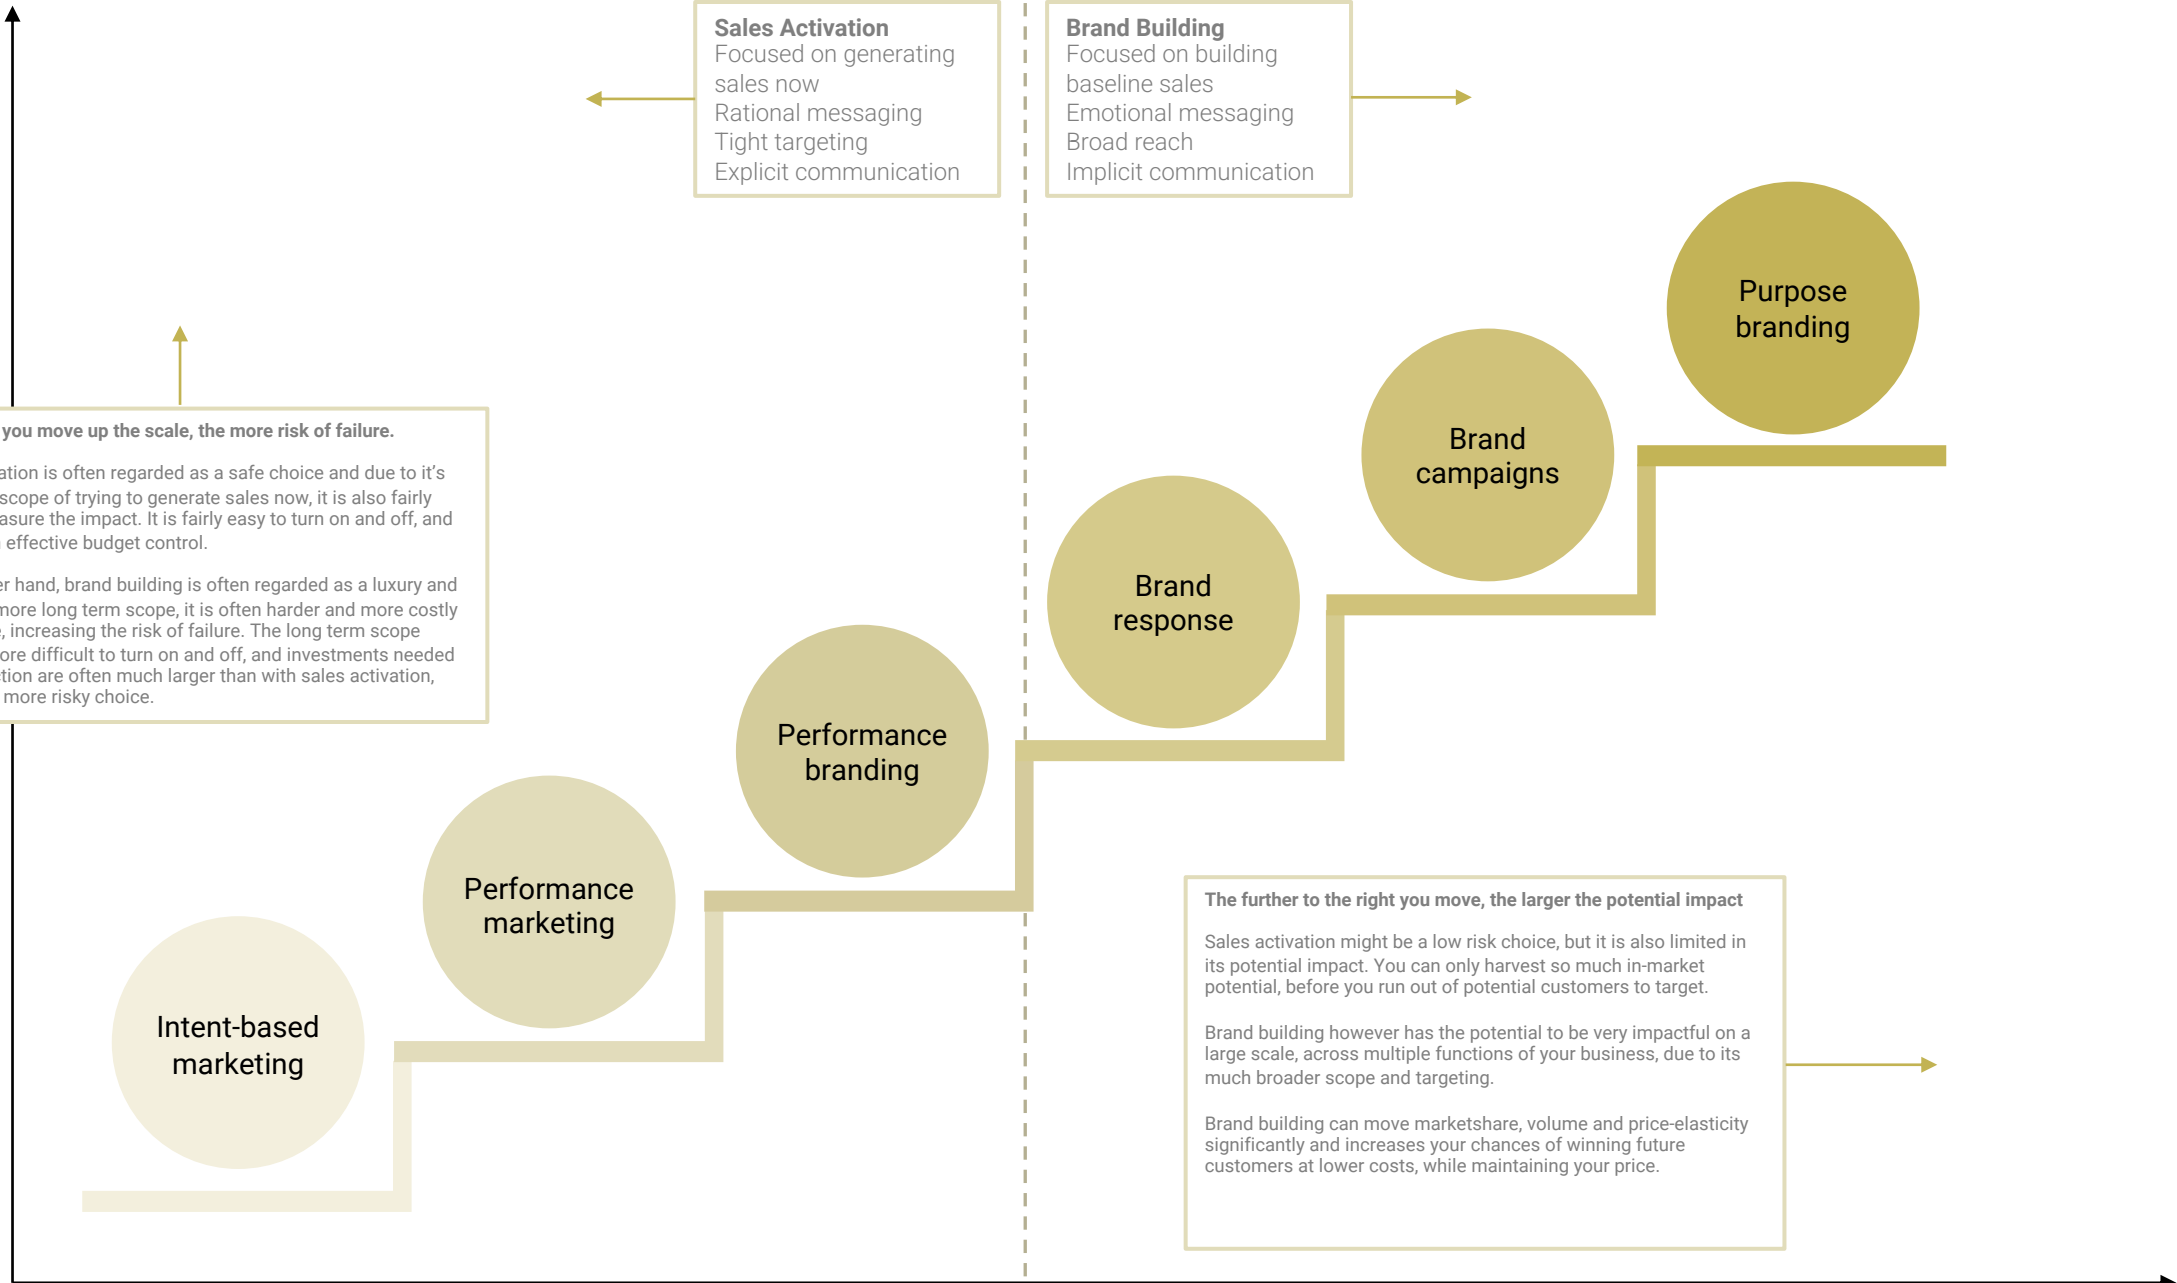 Sales Activation
Focused on generating
sales now
Rational messaging
Tight targeting
Explicit communication
Brand Building
Focused on building
baseline sales
Emotional messaging
Broad reach
Implicit communication
Purpose
branding
Brand
campaigns
Brand
response
Performance
branding
Performance
marketing
Intent-based
marketing
you move up the scale, the more risk of failure.
ation is often regarded as a safe choice and due to it's
scope of trying to generate sales now, it is also fairly
asure the impact. It is fairly easy to turn on and off, and
effective budget control.
er hand, brand building is often regarded as a luxury and
more long term scope, it is often harder and more costly
, increasing the risk of failure. The long term scope
ore difficult to turn on and off, and investments needed
ction are often much larger than with sales activation,
more risky choice.
The further to the right you move, the larger the potential impact
Sales activation might be a low risk choice, but it is also limited in
its potential impact. You can only harvest so much in-market
potential, before you run out of potential customers to target.
Brand building however has the potential to be very impactful on a
large scale, across multiple functions of your business, due to its
much broader scope and targeting.
Brand building can move marketshare, volume and price-elasticity
significantly and increases your chances of winning future
customers at lower costs, while maintaining your price.